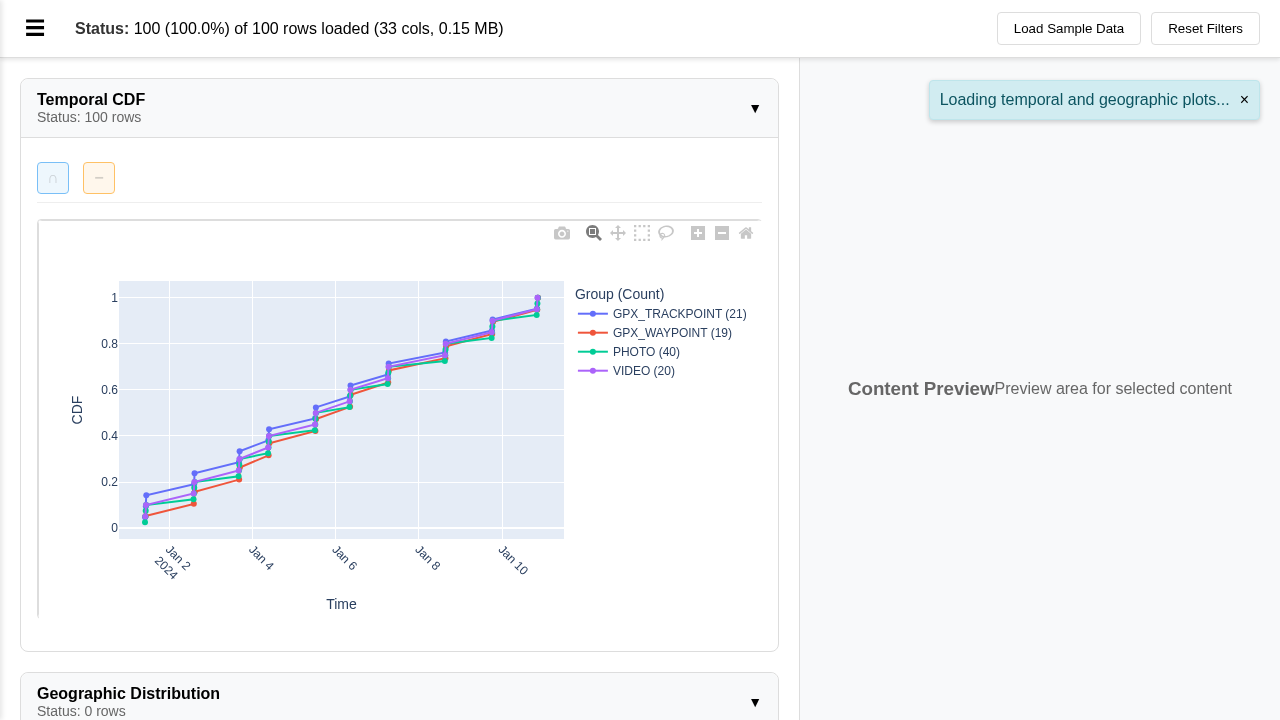 ☰
Status: 100 (100.0%) of 100 rows loaded (33 cols, 0.15 MB)
Load Sample Data
Reset Filters
Temporal CDF
Status: 100 rows
▼
Loading temporal and geographic plots... ×
∩
−
Group (Count)
GPX_TRACKPOINT (21)
GPX_WAYPOINT (19)
PHOTO (40)
VIDEO (20)
1
0.8
0.6
0.4
0.2
0
CDF
Jan 2
2024
Jan 4
Jan 6
Jan 8
Jan 10
Time
Content PreviewPreview area for selected content
Geographic Distribution
Status: 0 rows
▼